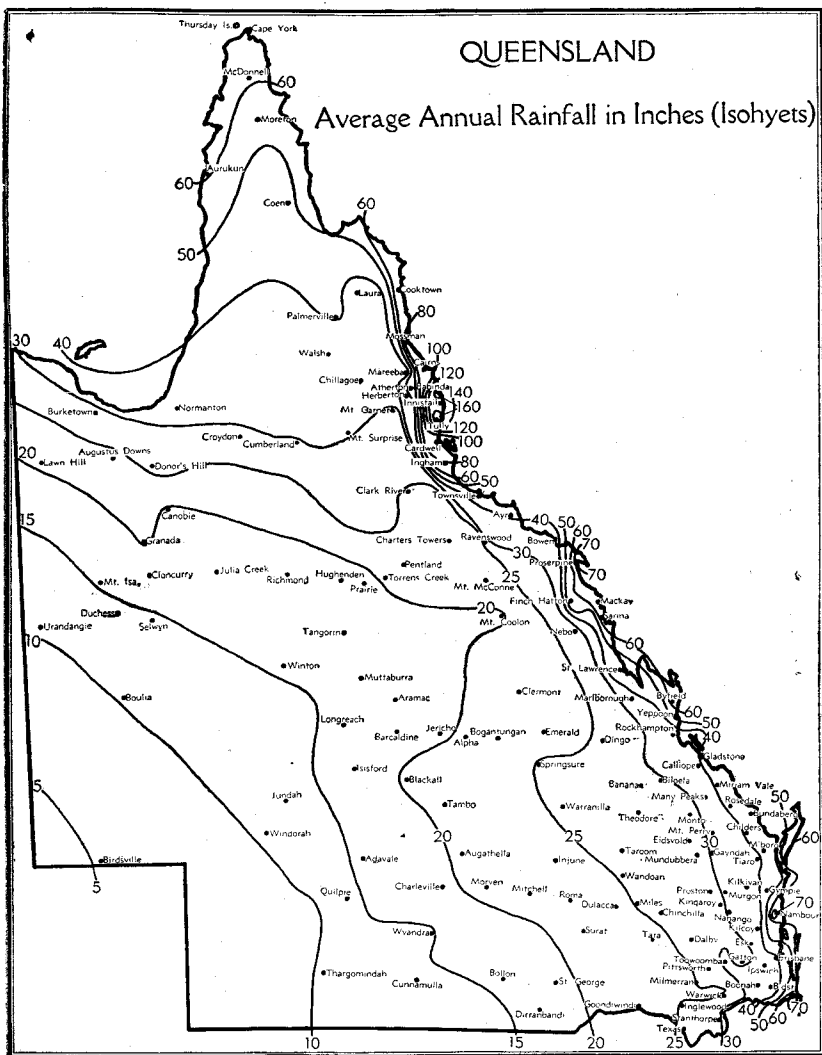 QUEENSLAND
Average Annual Rainfall in Inches (Isohyets)
Thursday Is.
Cape York
McDonnell
60
Moreton
Aurukun
60
Coen
60
50
Laura
Cooktown
Palmerville
80
Mossman
30
40
Walsh
100
Cairns
Mareeba
120
Chillagoe
Atherton
Babinda
140
Herberton
Innisfail
160
Burketown
Normanton
Mt Garnet
Tully
120
Croydon
Cumberland
Mt. Surprise
100
Cardwell
20
Augustus Downs
Lawn Hill
Donor's Hill
Ingham
80
60
50
Clark River
Townsville
15
Canobie
Ayr
40
50
60
Granada
Charters Towers
Ravenswood
Bowen
70
30
Proserpine
Pentland
25
70
Mt. Isa
Cloncurry
Julia Creek
Richmond
Hughenden
Prairie
Torrens Creek
Mt. McConne
Finch Hatton
Mackay
Duchess
20
Sarina
Urandangie
Selwyn
Mt. Coolon
10
Tangorin
Nebo
60
Winton
St. Lawrence
Muttaburra
Boulia
Aramac
Clermont
Marlborough
Byfield
Yeppoon
60
Longreach
50
Rockhampton
40
Barcaldine
Jericho
Alpha
Bogantungan
Emerald
Dingo
Gladstone
Isisford
Springsure
Calliope
5
Blackall
Banana
Biloela
Miriam Vale
Jundah
Many Peaks
Rosedale
50
Tambo
Warranilla
Theodore
Monto
Bundaberg
Windorah
20
25
Mt. Perry
Childers
60
Eidsvold
30
M'boro
Birdsville
Adavale
Augathella
Injune
Taroom
Mundubbera
Gayndah
Tiaro
5
Wandoan
Quilpie
Charleville
Morven
Mitchell
Roma
Proston
Kilkivan
Murgon
Gympie
Dulacca
Miles
Kingaroy
70
Chinchilla
Nanango
Nambour
Wyandra
Surat
Tara
Dalby
Kilcoy
Esk
Toowoomba
Gatton
Brisbane
Thargomindah
Pittsworth
Ipswich
Cunnamulla
Bollon
St George
Milmerran
Boonah
Warwick
Dirranbandi
Goondiwindi
Inglewood
40
70
Stanthorpe
50
60
Texas
10
15
20
25
30